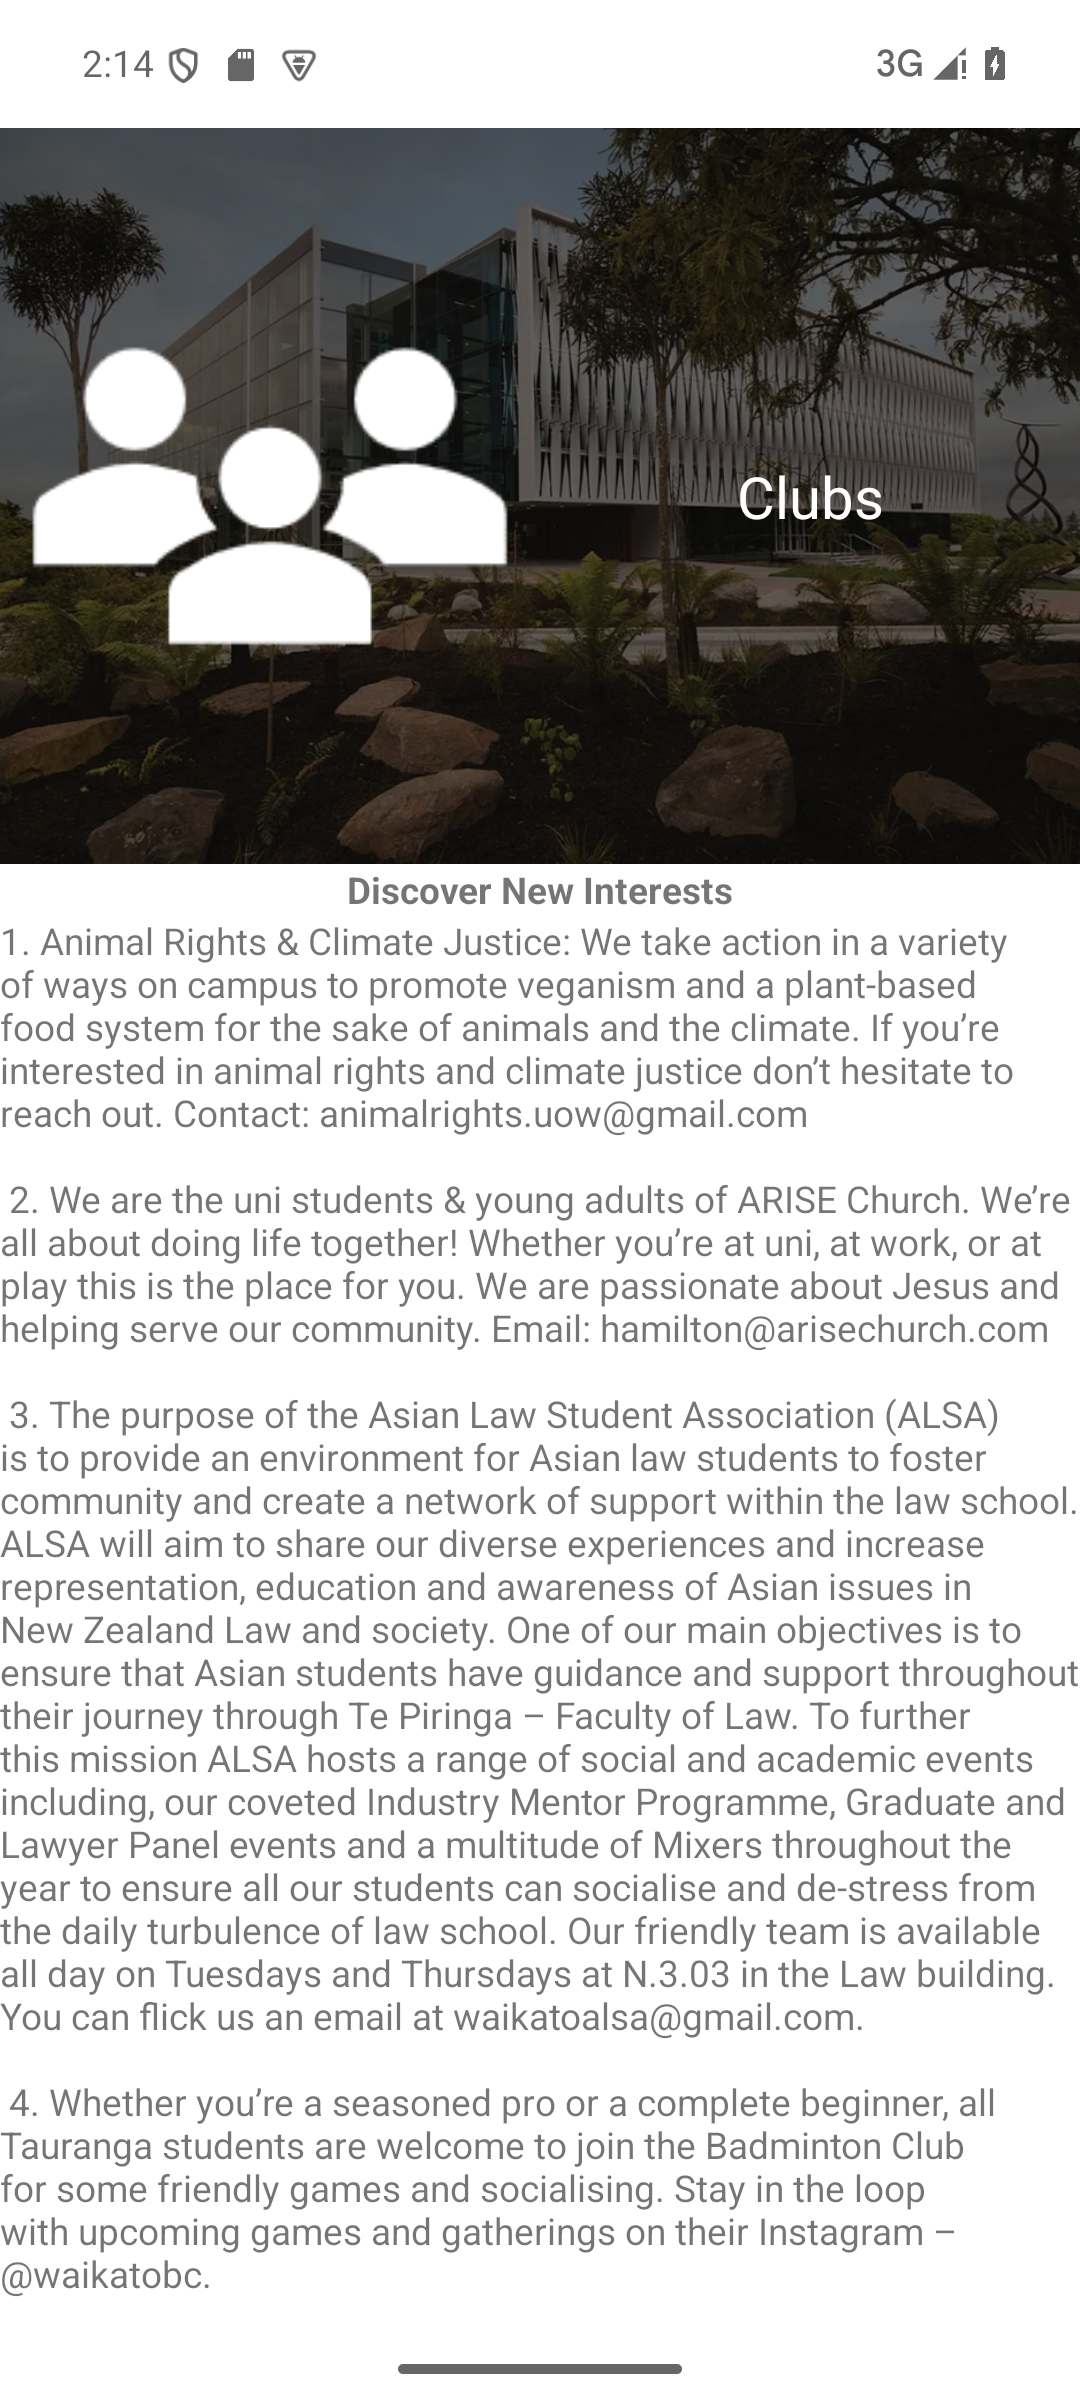 2:14
3G
Clubs
Discover New Interests
1. Animal Rights & Climate Justice: We take action in a variety
of ways on campus to promote veganism and a plant-based
food system for the sake of animals and the climate. If you’re
interested in animal rights and climate justice don’t hesitate to
reach out. Contact: animalrights.uow@gmail.com
2. We are the uni students & young adults of ARISE Church. We’re
all about doing life together! Whether you’re at uni, at work, or at
play this is the place for you. We are passionate about Jesus and
helping serve our community. Email: hamilton@arisechurch.com
3. The purpose of the Asian Law Student Association (ALSA)
is to provide an environment for Asian law students to foster
community and create a network of support within the law school.
ALSA will aim to share our diverse experiences and increase
representation, education and awareness of Asian issues in
New Zealand Law and society. One of our main objectives is to
ensure that Asian students have guidance and support throughout
their journey through Te Piringa – Faculty of Law. To further
this mission ALSA hosts a range of social and academic events
including, our coveted Industry Mentor Programme, Graduate and
Lawyer Panel events and a multitude of Mixers throughout the
year to ensure all our students can socialise and de-stress from
the daily turbulence of law school. Our friendly team is available
all day on Tuesdays and Thursdays at N.3.03 in the Law building.
You can flick us an email at waikatoalsa@gmail.com.
4. Whether you’re a seasoned pro or a complete beginner, all
Tauranga students are welcome to join the Badminton Club
for some friendly games and socialising. Stay in the loop
with upcoming games and gatherings on their Instagram –
@waikatobc.